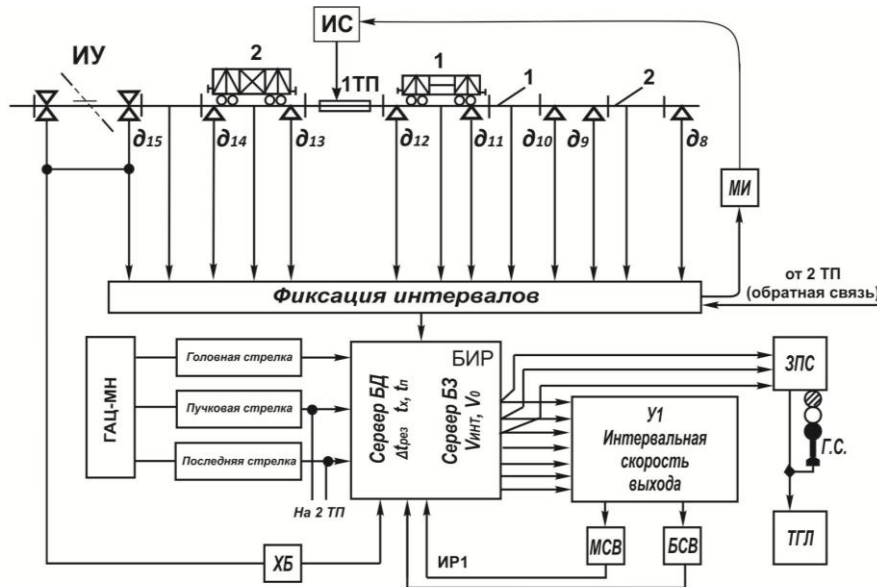 ИС
ИУ
2
1
1ТП
1
2
д15
д14
д13
д12
д11
д10
д9
д8
МИ
от 2 ТП
(обратная связь)
Фиксация интервалов
ГАЦ-МН
Головная стрелка
Пучковая стрелка
Последняя стрелка
На 2 ТП
БИР
Сервер БД
Δtрез tх, tп
Сервер БЗ
Vинт, V0
У1
Интервальная
скорость
выхода
ЗПС
Г.С.
ТГЛ
МСВ
БСВ
ИР1
ХБ